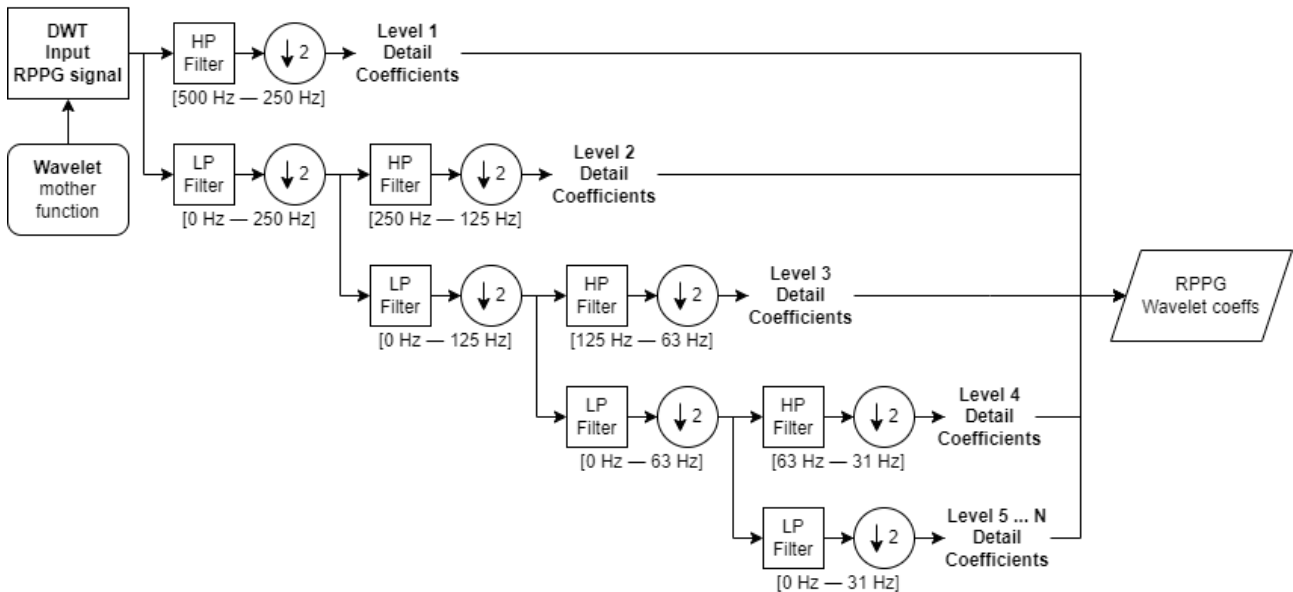 DWT
Input
RPPG signal
HP
Filter
↓ 2
[500 Hz — 250 Hz]
Level 1
Detail
Coefficients
Wavelet
mother
function
LP
Filter
↓ 2
[0 Hz — 250 Hz]
HP
Filter
↓ 2
[250 Hz — 125 Hz]
Level 2
Detail
Coefficients
LP
Filter
↓ 2
[0 Hz — 125 Hz]
HP
Filter
↓ 2
[125 Hz — 63 Hz]
Level 3
Detail
Coefficients
RPPG
Wavelet coeffs
LP
Filter
↓ 2
[0 Hz — 63 Hz]
HP
Filter
↓ 2
[63 Hz — 31 Hz]
Level 4
Detail
Coefficients
LP
Filter
↓ 2
[0 Hz — 31 Hz]
Level 5 ... N
Detail
Coefficients